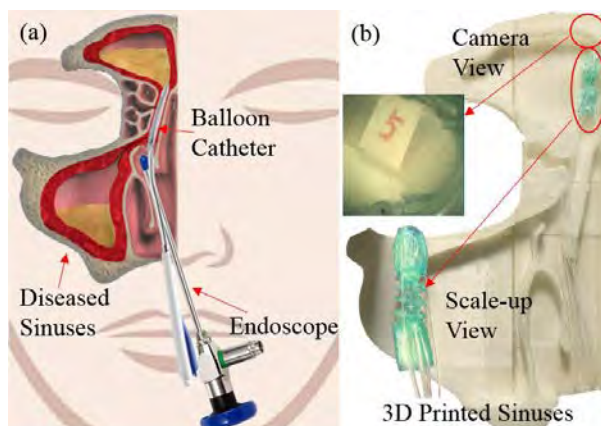 (a)
Balloon
Catheter
Diseased
Sinuses
Endoscope
(b)
Camera
View
5
Scale-up
View
3D Printed Sinuses